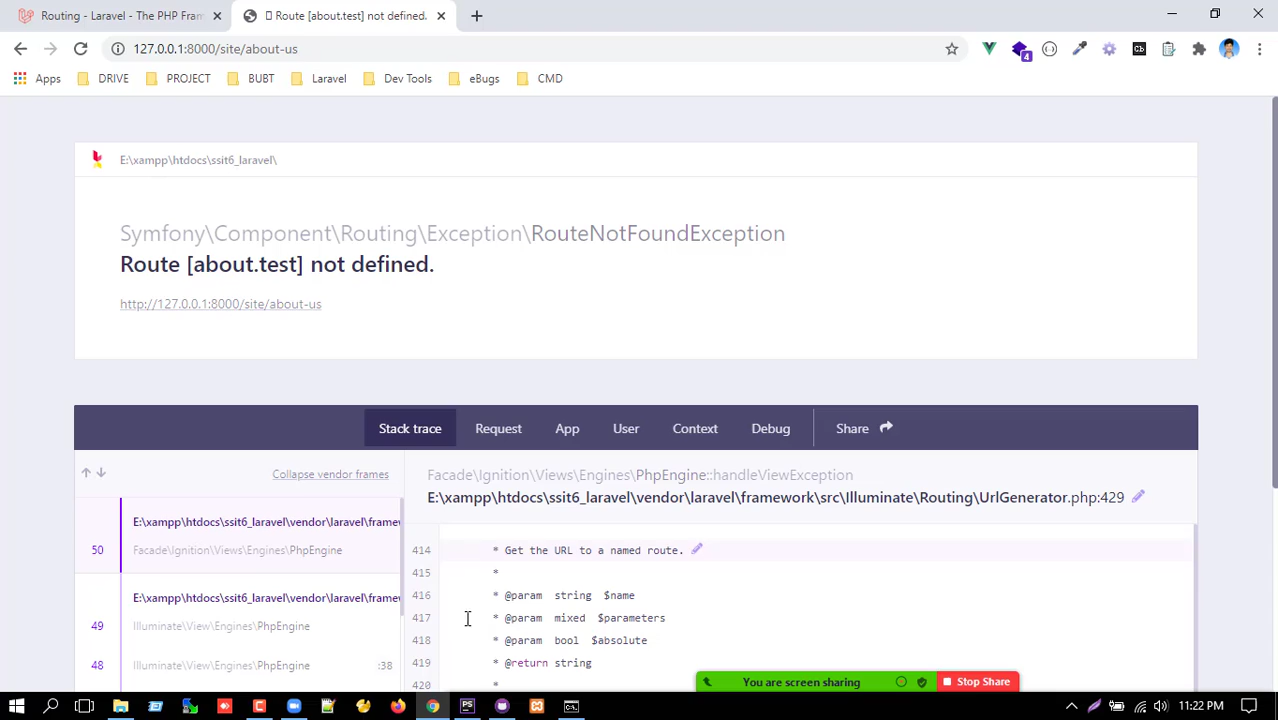 Routing - Laravel - The PHP Fram
Route [about.test] not defined.
127.0.0.1:8000/site/about-us
4
Cb
Apps
DRIVE
PROJECT
BUBT
Laravel
Dev Tools
eBugs
CMD
E:\xampp\htdocs\ssit6_laravel\
Symfony\Component\Routing\Exception\RouteNotFoundException
Route [about.test] not defined.
http://127.0.0.1:8000/site/about-us
Stack trace
Request
App
User
Context
Debug
Share
Collapse vendor frames
E:\xampp\htdocs\ssit6_laravel\vendor\laravel\frame
50 Facade\Ignition\Views\Engines\PhpEngine
E:\xampp\htdocs\ssit6_laravel\vendor\laravel\frame
49 Illuminate\View\Engines\PhpEngine
48 Illuminate\View\Engines\PhpEngine :38
Facade\Ignition\Views\Engines\PhpEngine::handleViewException
E:\xampp\htdocs\ssit6_laravel\vendor\laravel\framework\src\Illuminate\Routing\UrlGenerator.php:429
414 * Get the URL to a named route.
415 *
416 * @param string $name
417 * @param mixed $parameters
418 * @param bool $absolute
419 * @return string
420 *
You are screen sharing
Stop Share
11:22 PM